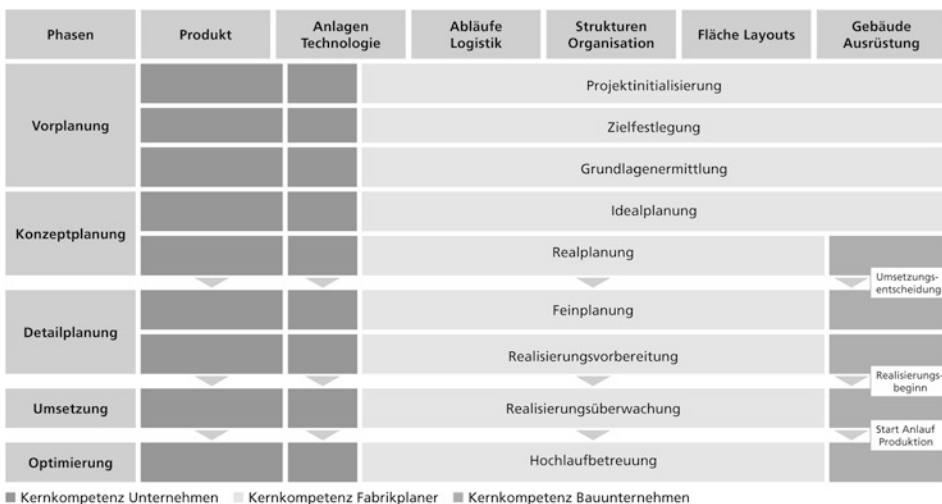 Phasen
Produkt
Anlagen
Technologie
Abläufe
Logistik
Strukturen
Organisation
Fläche Layouts
Gebäude
Ausrüstung
Vorplanung
Projektinitialisierung
Zielfestlegung
Grundlagenermittlung
Konzeptplanung
Idealplanung
Realplanung
Umsetzungs-
entscheidung
Detailplanung
Feinplanung
Realisierungsvorbereitung
Realisierungs-
beginn
Umsetzung
Realisierungsüberwachung
Start Anlauf
Produktion
Optimierung
Hochlaufbetreuung
Kernkompetenz Unternehmen
Kernkompetenz Fabrikplaner
Kernkompetenz Bauunternehmen